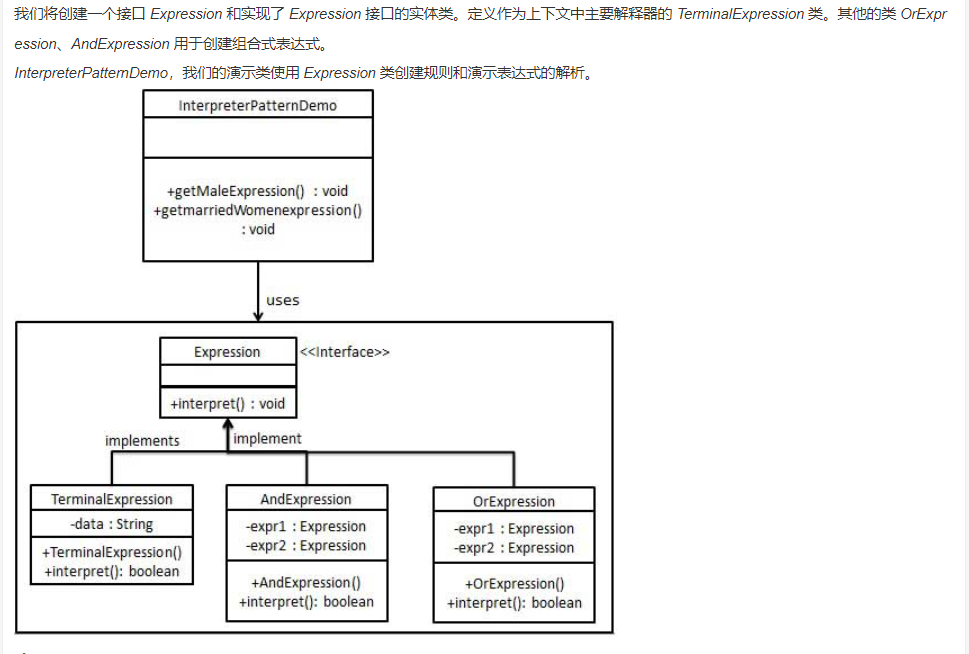 我们将创建一个接口 Expression 和实现了 Expression 接口的实体类。定义作为上下文中主要解释器的 TerminalExpression 类。其他的类 OrExpr
ession、AndExpression 用于创建组合式表达式。
InterpreterPatternDemo，我们的演示类使用 Expression 类创建规则和演示表达式的解析。
InterpreterPatternDemo
+getMaleExpression() : void
+getmarriedWomenexpression()
: void
uses
Expression
<<Interface>>
+interpret() : void
implements
implement
TerminalExpression
-data : String
+TerminalExpression()
+interpret(): boolean
AndExpression
-expr1 : Expression
-expr2 : Expression
+AndExpression()
+interpret(): boolean
OrExpression
-expr1 : Expression
-expr2 : Expression
+OrExpression()
+interpret(): boolean